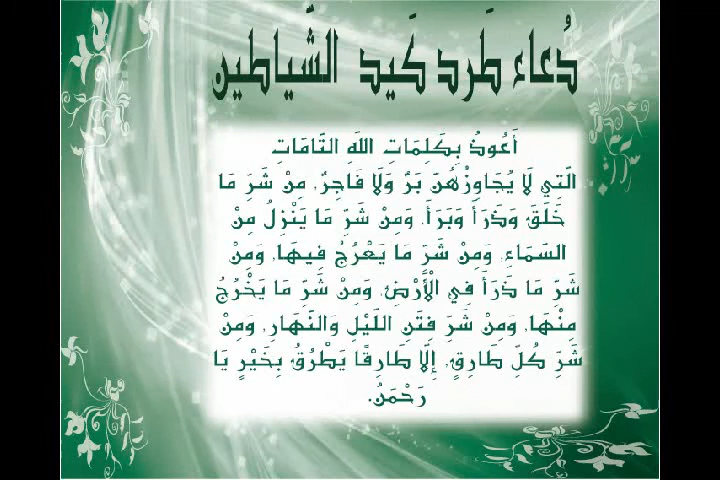 دُعاء طَرد كَيد الشَّياطين
أَعُوذُ بِكَلِمَاتِ اللَّهِ التَّامَاتِ
الَّتِي لَا يُجَاوِزُهُنَ بَرٌ وَلَا فَاجِرٌ، مِنْ شَرَ مَا
خَلَقَ وَذَرَأَ وَبَرَأَ، وَمِنْ شَرِّ مَا يَنْزِلُ مِنَ
السَمَاءِ، وَمِنْ شَرَ مَا يَعْرُجُ فِيهَا، وَمِنْ
شَرِّ مَا ذَرَأَ فِي الْأَرْضِ، وَمِنْ شَرِّ مَا يَخْرُجُ
مِنْهَا، وَمِنْ شَرِّ فِتَنِ اللَيْلِ وَالنَّهَارِ، وَمِنْ
شَرِّ كُلِّ طَارِقٍ، إِلَّا طَارِقًا يَطْرُقُ بِخَيْرٍ يَا
رَحْمَنُ.